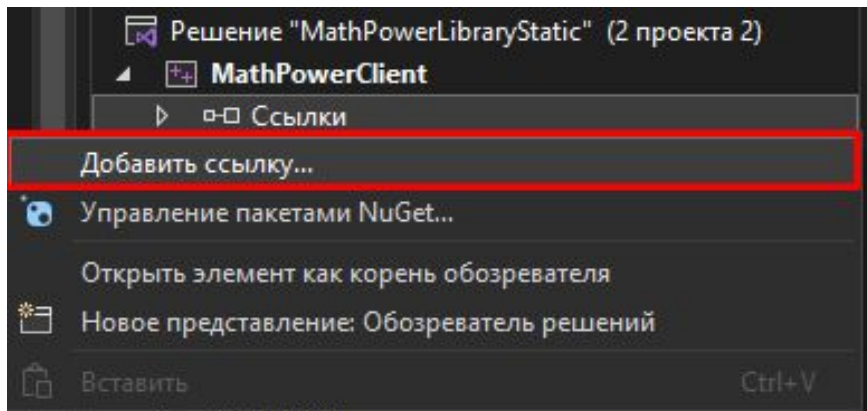 Решение "MathPowerLibraryStatic" (2 проекта 2)
MathPowerClient
Ссылки
Добавить ссылку...
Управление пакетами NuGet...
Открыть элемент как корень обозревателя
Новое представление: Обозреватель решений
Вставить Ctrl+V